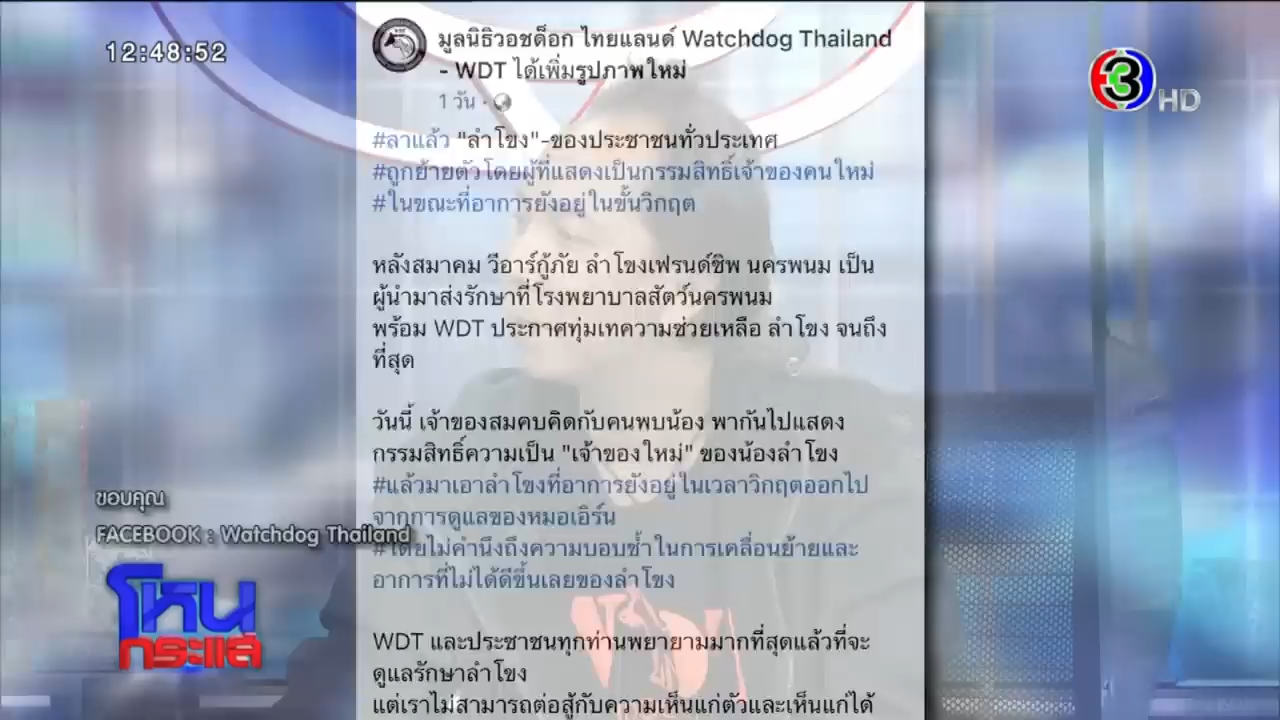 12:48:52
มูลนิธิวอชด็อก ไทยแลนด์ Watchdog Thailand
- WDT ได้เพิ่มรูปภาพใหม่
1 วัน ·
3 HD
#ลาแล้ว "ลำโขง"-ของประชาชนทั่วประเทศ
#ถูกย้ายตัวโดยผู้ที่แสดงเป็นกรรมสิทธิ์เจ้าของคนใหม่
#ในขณะที่อาการยังอยู่ในขั้นวิกฤต
หลังสมาคม วีอาร์กู้ภัย ลำโขงเฟรนด์ชิพ นครพนม เป็น
ผู้นำมาส่งรักษาที่โรงพยาบาลสัตว์นครพนม
พร้อม WDT ประกาศทุ่มเทความช่วยเหลือ ลำโขง จนถึง
ที่สุด
วันนี้ เจ้าของสมคบคิดกับคนพบน้อง พากันไปแสดง
กรรมสิทธิ์ความเป็น "เจ้าของใหม่" ของน้องลำโขง
#แล้วมาเอาลำโขงที่อาการยังอยู่ในเวลาวิกฤตออกไป
จากการดูแลของหมอเอิร์น
#โดยไม่คำนึงถึงความบอบช้ำในการเคลื่อนย้ายและ
อาการที่ไม่ได้ดีขึ้นเลยของลำโขง
WDT และประชาชนทุกท่านพยายามมากที่สุดแล้วที่จะ
ดูแลรักษาลำโขง
แต่เราไม่สามารถต่อสู้กับความเห็นแก่ตัวและเห็นแก่ได้
ขอบคุณ
FACEBOOK : Watchdog Thailand
โหน
กระแส